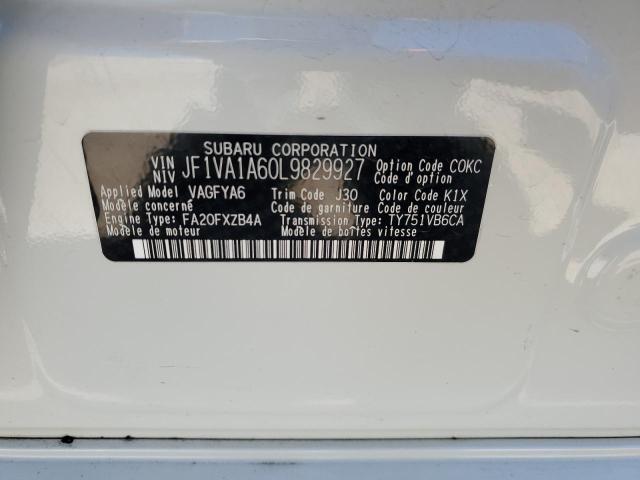 SUBARU CORPORATION
VIN NIV JF1VA1A60L9829927 Option Code COKC
Code d'option
Applied Model VAGFYA6 Trim Code J30 Color Code K1X
Modèle concerné Code de garniture Code de couleur
Engine Type: FA20FXZB4A Transmission Type: TY751VB6CA
Modèle de moteur Modèle de boîtes vitesse